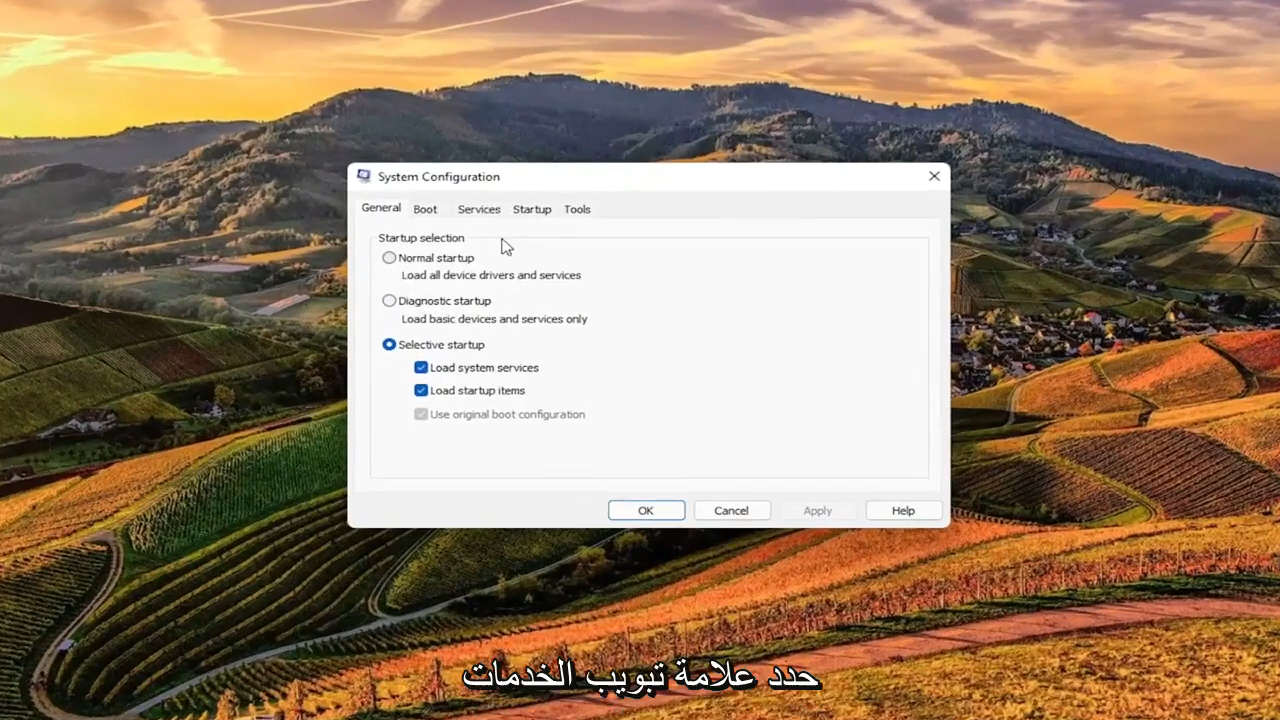 System Configuration
General Boot Services Startup Tools
Startup selection
Normal startup
Load all device drivers and services
Diagnostic startup
Load basic devices and services only
Selective startup
Load system services
Load startup items
Use original boot configuration
OK Cancel Apply Help
حدد علامة تبويب الخدمات